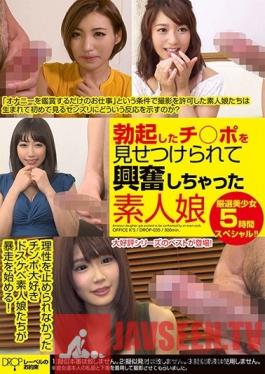 「オナニーを鑑賞するだけのお仕事」という条件で撮影を許可した素人娘たちは
生まれて初めて見るセンズリにどういう反応を示すのか?
勃起したチ○ポを
見せつけられて
興奮しちゃった
素人娘
厳選美少女
5時間
スペシャル!!
OFFICE K'S / DROP-035 / 300min.
大好評シリーズのベストが登場!
理性を止められなかった
チンポ大好き
ドスケベ素人娘たちが
暴走を始める!!
DROP レーベルの
お約束
JAVSEEN.TV